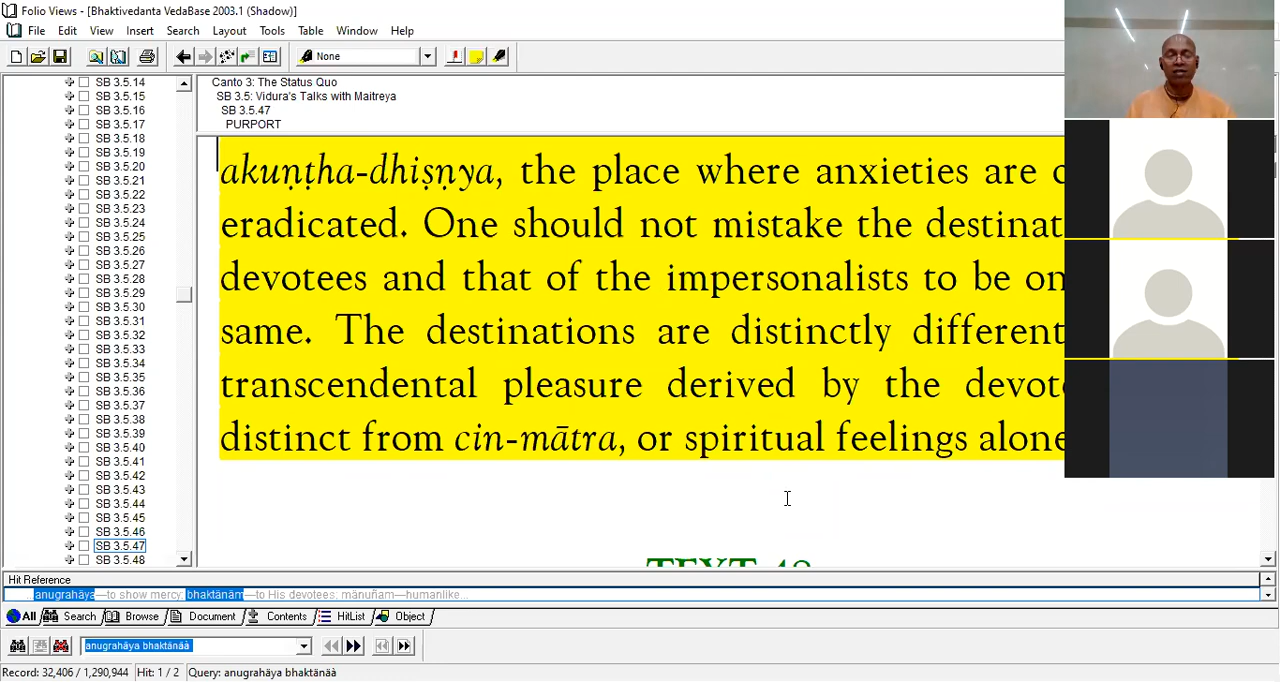 Folio Views - [Bhaktivedanta VedaBase 2003.1 (Shadow)]
File Edit View Insert Search Layout Tools Table Window Help
None
SB 3.5.14
SB 3.5.15
SB 3.5.16
SB 3.5.17
SB 3.5.18
SB 3.5.19
SB 3.5.20
SB 3.5.21
SB 3.5.22
SB 3.5.23
SB 3.5.24
SB 3.5.25
SB 3.5.26
SB 3.5.27
SB 3.5.28
SB 3.5.29
SB 3.5.30
SB 3.5.31
SB 3.5.32
SB 3.5.33
SB 3.5.34
SB 3.5.35
SB 3.5.36
SB 3.5.37
SB 3.5.38
SB 3.5.39
SB 3.5.40
SB 3.5.41
SB 3.5.42
SB 3.5.43
SB 3.5.44
SB 3.5.45
SB 3.5.46
SB 3.5.47
SB 3.5.48
Canto 3: The Status Quo
SB 3.5: Vidura's Talks with Maitreya
SB 3.5.47
PURPORT
akuṇṭha-dhiṣṇya, the place where anxieties are
eradicated. One should not mistake the destinat
devotees and that of the impersonalists to be on
same. The destinations are distinctly different
transcendental pleasure derived by the devot
distinct from cin-mātra, or spiritual feelings alone
TEXT 48
Hit Reference
...anugrahäya—to show mercy; bhaktänäm—to His devotees; mänuñam—humanlike...
All Search Browse Document Contents HitList Object
anugrahäya bhaktänäà
Record: 32,406 / 1,290,944 Hit: 1 / 2 Query: anugrahäya bhaktänäà